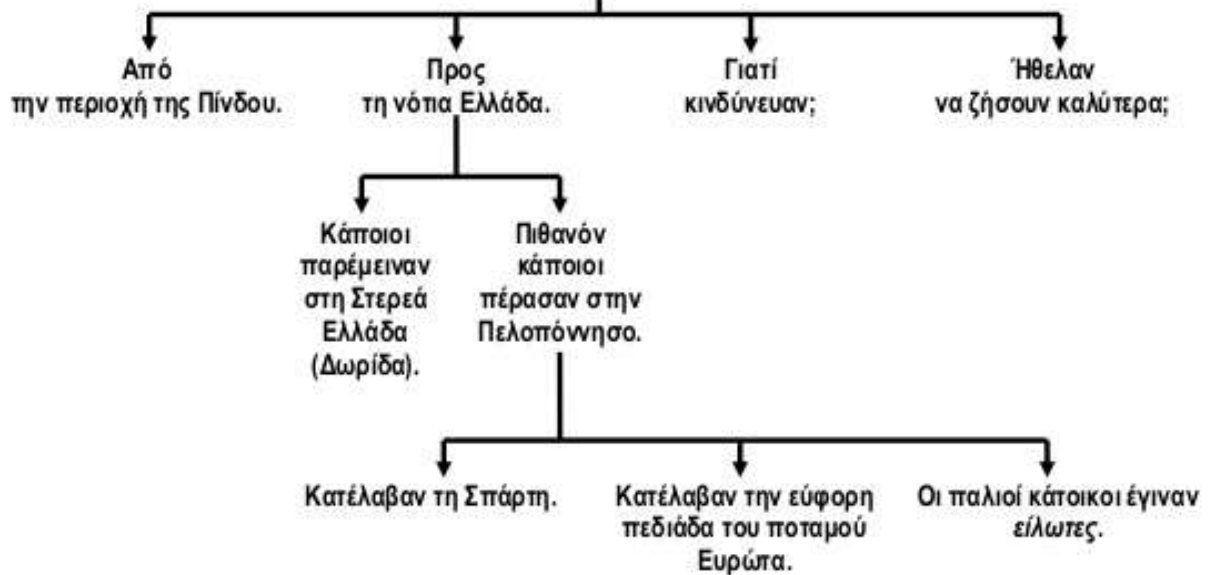 Από
την περιοχή της Πίνδου.
Προς
τη νότια Ελλάδα.
Γιατί
κινδύνευαν;
Ήθελαν
να ζήσουν καλύτερα;
Κάποιοι
παρέμειναν
στη Στερεά
Ελλάδα
(Δωρίδα).
Πιθανόν
κάποιοι
πέρασαν στην
Πελοπόννησο.
Κατέλαβαν τη Σπάρτη.
Κατέλαβαν την εύφορη
πεδιάδα του ποταμού
Ευρώτα.
Οι παλιοί κάτοικοι έγιναν
είλωτες.